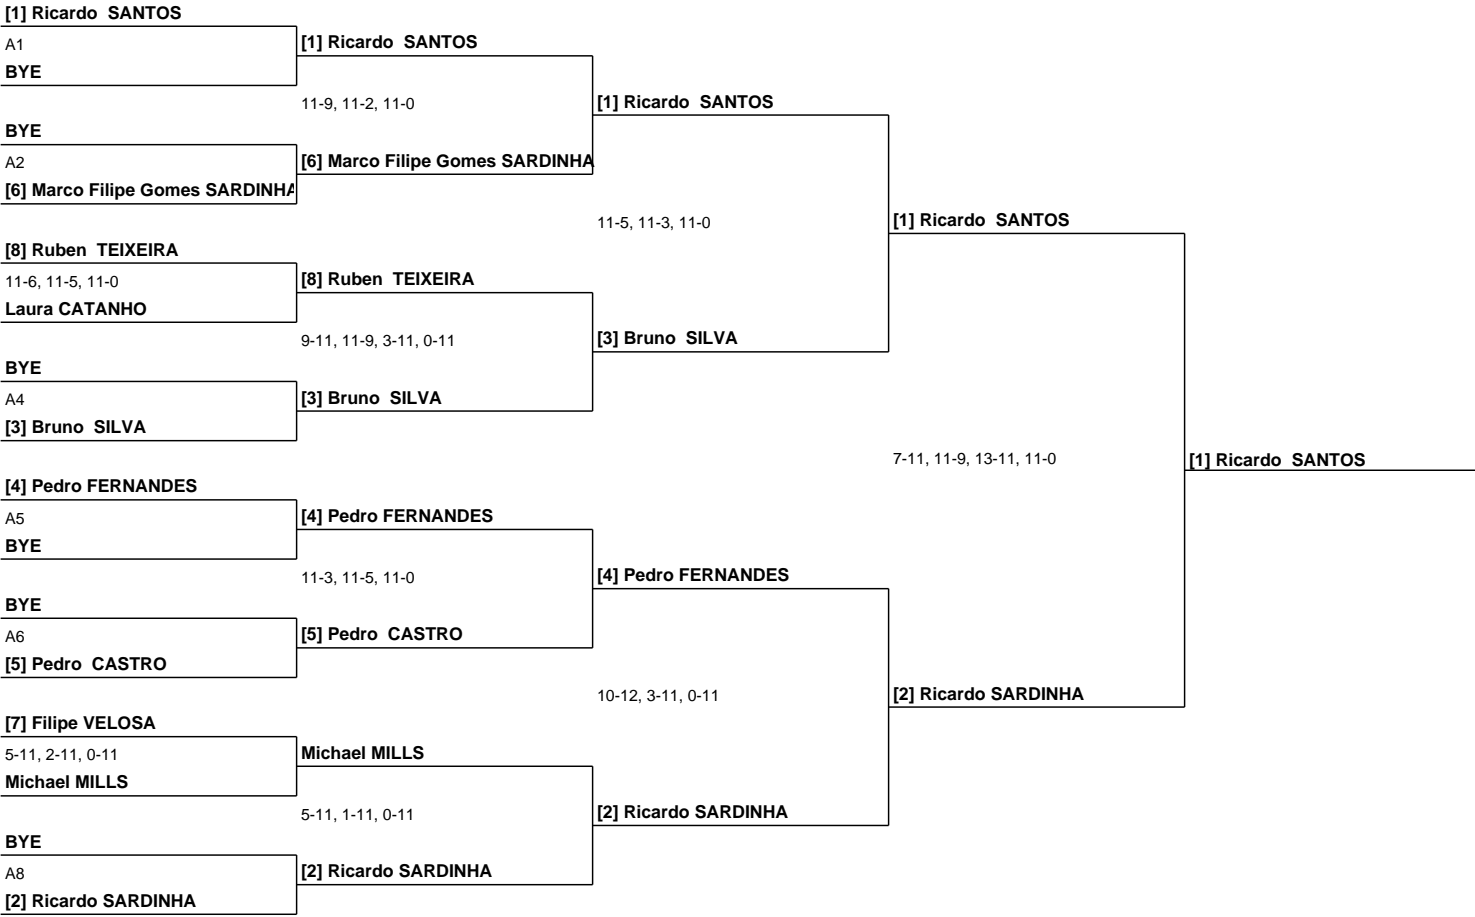 [1] Ricardo  SANTOS
A1
BYE
[1] Ricardo  SANTOS
11-9, 11-2, 11-0
BYE
A2
[6] Marco Filipe Gomes SARDINHA
[6] Marco Filipe Gomes SARDINHA
[1] Ricardo  SANTOS
11-5, 11-3, 11-0
[8] Ruben  TEIXEIRA
11-6, 11-5, 11-0
Laura CATANHO
[8] Ruben  TEIXEIRA
9-11, 11-9, 3-11, 0-11
BYE
A4
[3] Bruno  SILVA
[3] Bruno  SILVA
[3] Bruno  SILVA
[1] Ricardo  SANTOS
7-11, 11-9, 13-11, 11-0
[1] Ricardo  SANTOS
[4] Pedro FERNANDES
A5
BYE
[4] Pedro FERNANDES
11-3, 11-5, 11-0
BYE
A6
[5] Pedro  CASTRO
[5] Pedro  CASTRO
[4] Pedro FERNANDES
10-12, 3-11, 0-11
[2] Ricardo SARDINHA
[7] Filipe VELOSA
5-11, 2-11, 0-11
Michael MILLS
Michael MILLS
5-11, 1-11, 0-11
BYE
A8
[2] Ricardo SARDINHA
[2] Ricardo SARDINHA
[2] Ricardo SARDINHA